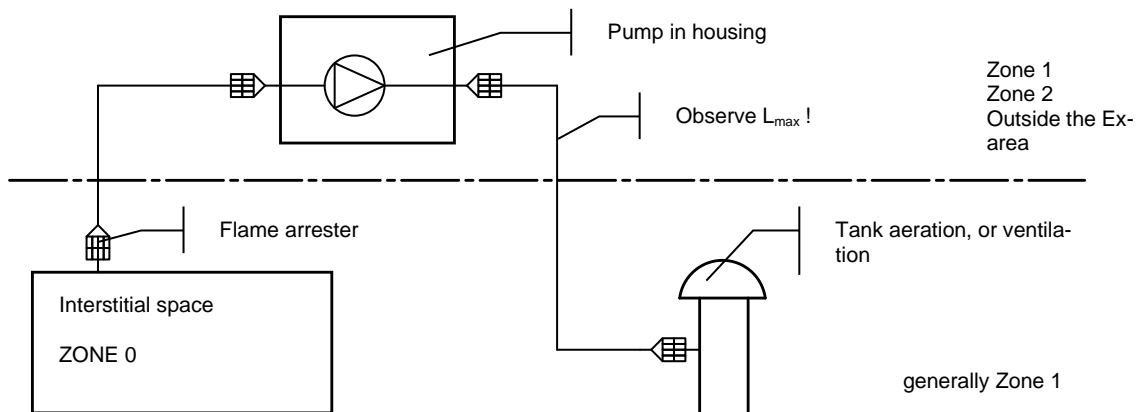 Pump in housing
Zone 1
Zone 2
Outside the Ex-
area
Observe Lmax !
Flame arrester
Tank aeration, or ventila-
tion
Interstitial space
ZONE 0
generally Zone 1